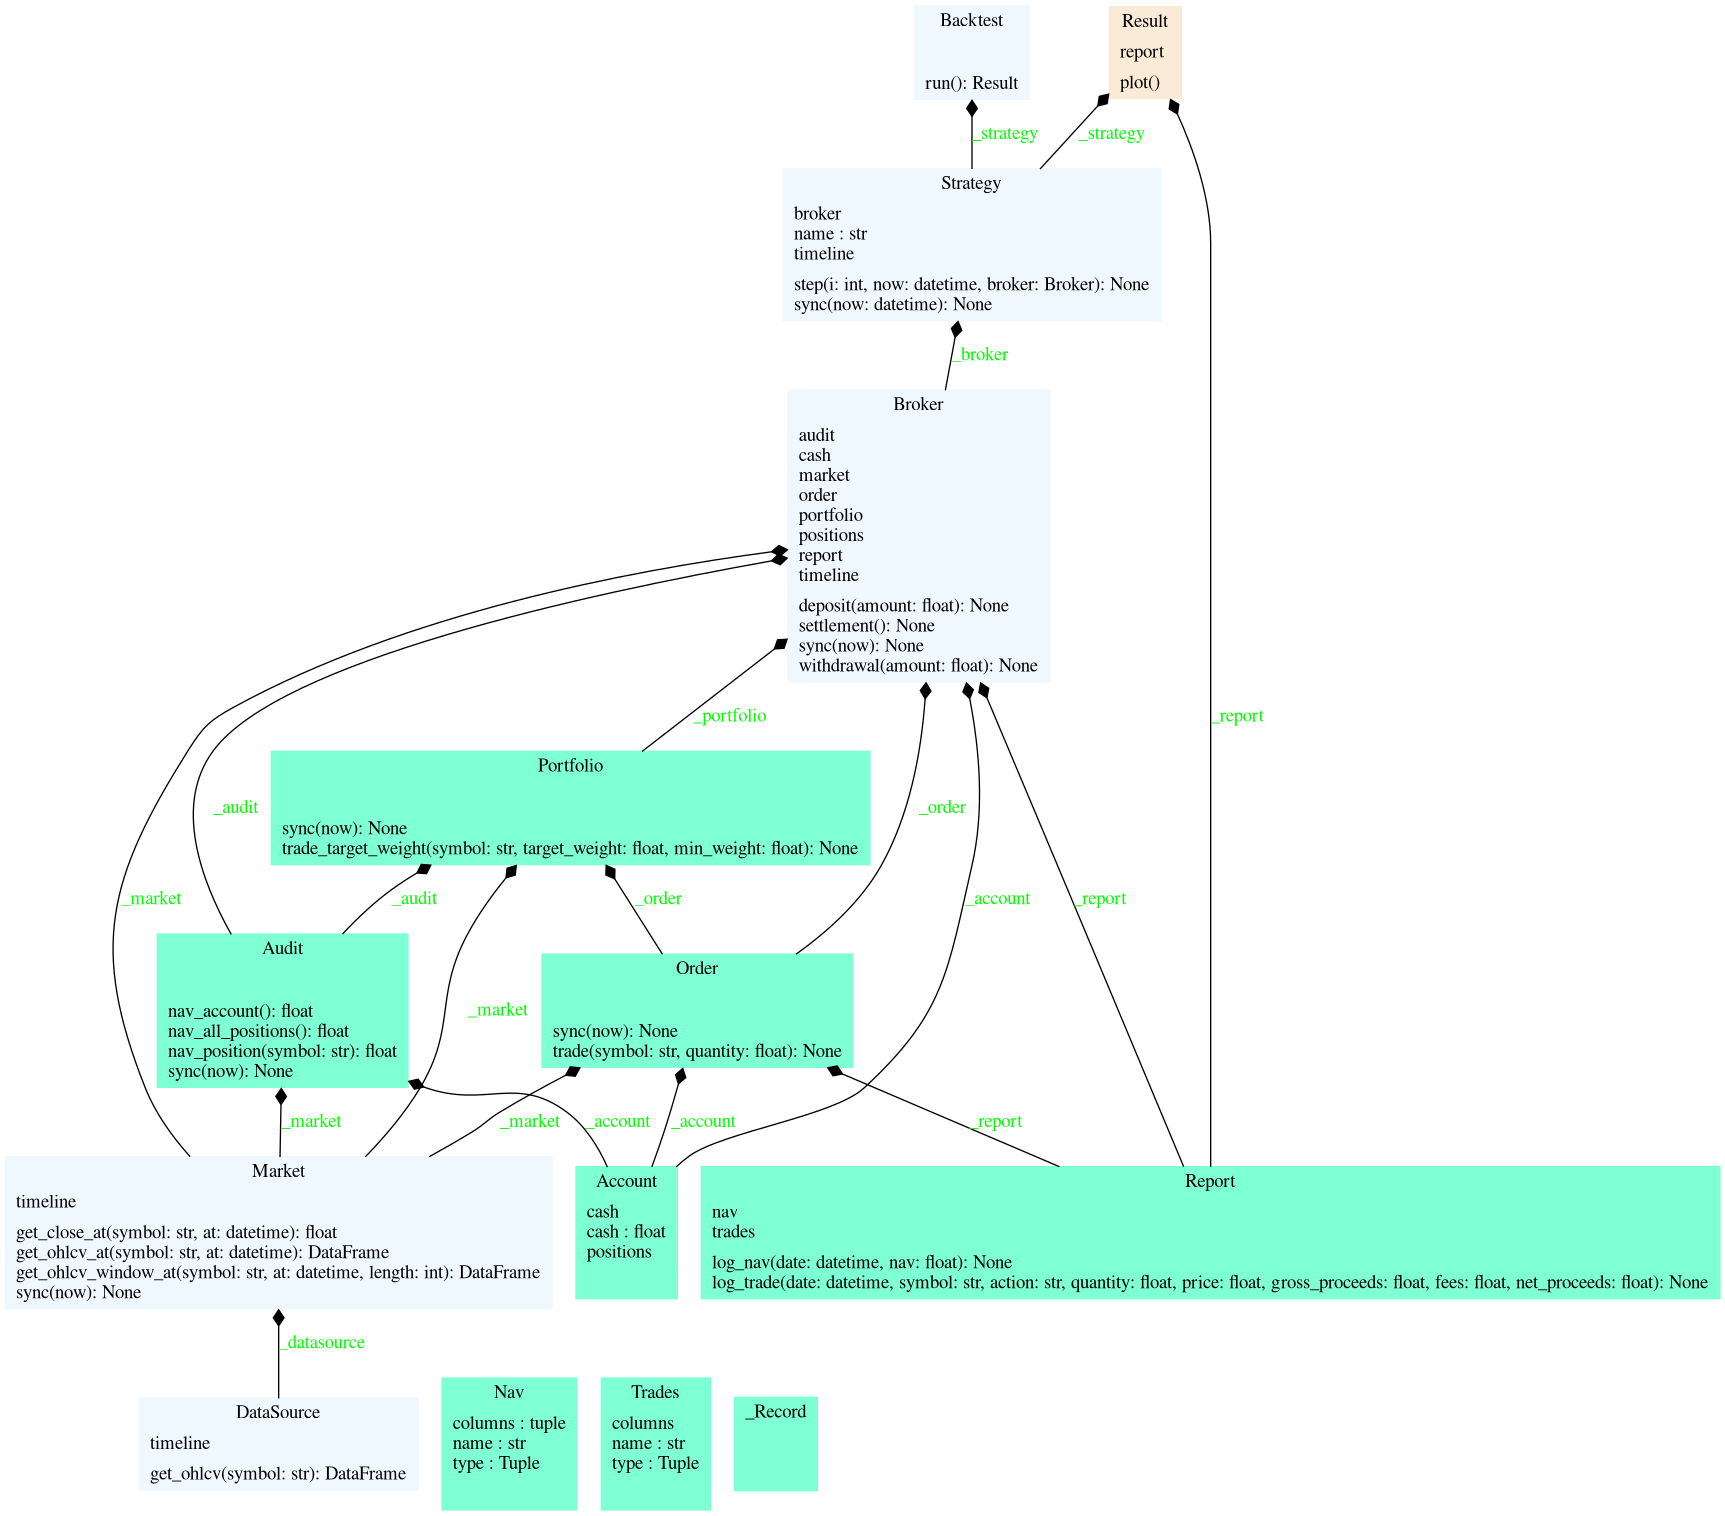 Backtest
run(): Result
Result
report
plot()
_strategy
_strategy
Strategy
broker
name : str
timeline
step(i: int, now: datetime, broker: Broker): None
sync(now: datetime): None
_broker
Broker
audit
cash
market
order
portfolio
positions
report
timeline
deposit(amount: float): None
settlement(): None
sync(now): None
withdrawal(amount: float): None
_portfolio
_report
Portfolio
sync(now): None
trade_target_weight(symbol: str, target_weight: float, min_weight: float): None
_audit
_order
_market
_audit
_order
_account
_report
Audit
nav_account(): float
nav_all_positions(): float
nav_position(symbol: str): float
sync(now): None
_market
Order
sync(now): None
trade(symbol: str, quantity: float): None
_market
_market
_account
_account
_report
Market
timeline
get_close_at(symbol: str, at: datetime): float
get_ohlcv_at(symbol: str, at: datetime): DataFrame
get_ohlcv_window_at(symbol: str, at: datetime, length: int): DataFrame
sync(now): None
Account
cash
cash : float
positions
Report
nav
trades
log_nav(date: datetime, nav: float): None
log_trade(date: datetime, symbol: str, action: str, quantity: float, price: float, gross_proceeds: float, fees: float, net_proceeds: float): None
_datasource
DataSource
timeline
get_ohlcv(symbol: str): DataFrame
Nav
columns : tuple
name : str
type : Tuple
Trades
columns
name : str
type : Tuple
_Record